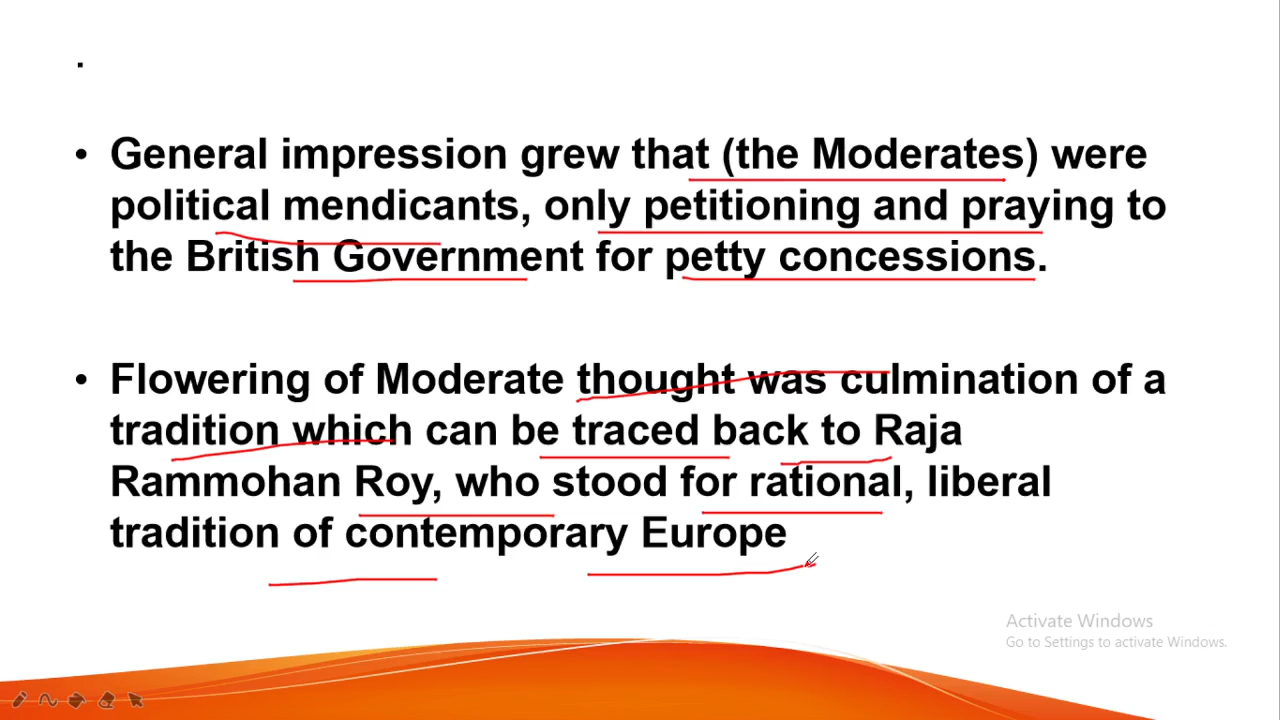 .
• General impression grew that (the Moderates) were
political mendicants, only petitioning and praying to
the British Government for petty concessions.
• Flowering of Moderate thought was culmination of a
tradition which can be traced back to Raja
Rammohan Roy, who stood for rational, liberal
tradition of contemporary Europe
Activate Windows
Go to Settings to activate Windows.